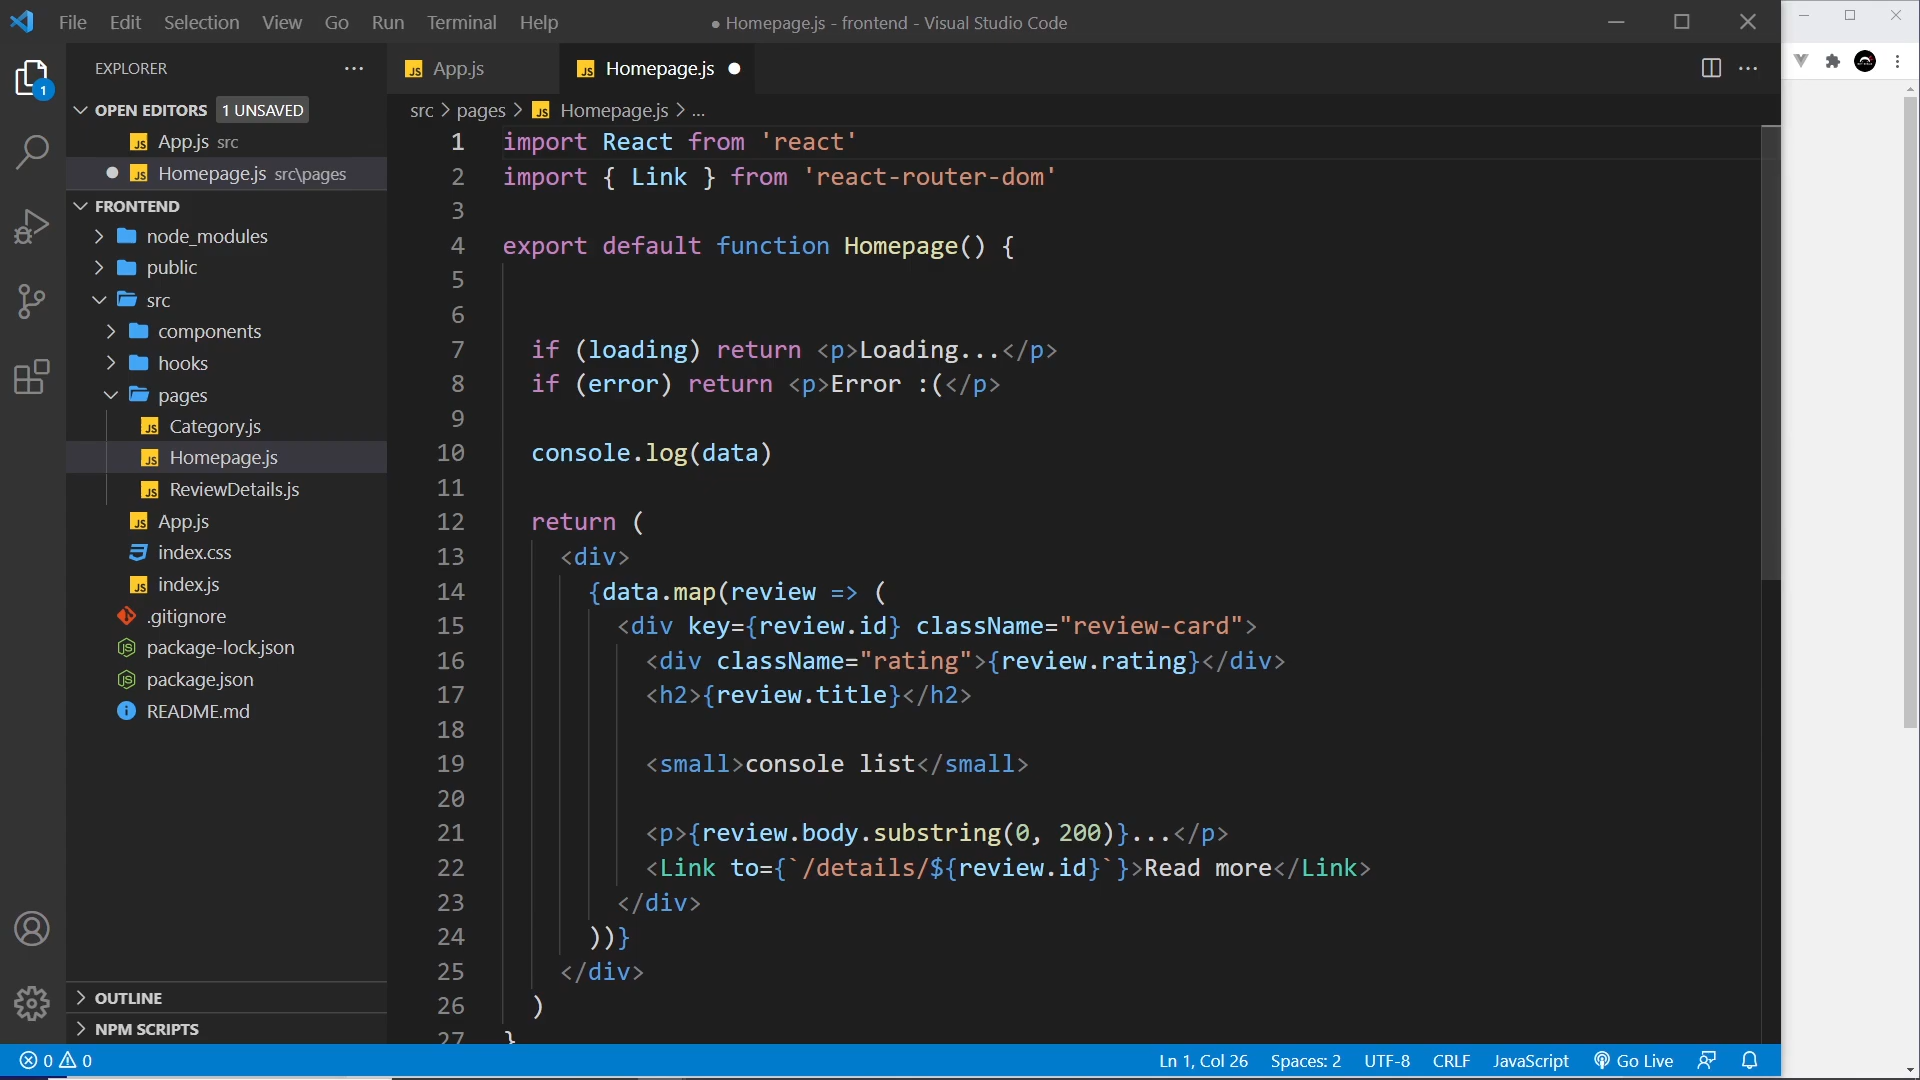 File Edit Selection View Go Run Terminal Help
● Homepage.js - frontend - Visual Studio Code
EXPLORER
OPEN EDITORS 1 UNSAVED
App.js src
Homepage.js src\pages
FRONTEND
node_modules
public
src
components
hooks
pages
Category.js
Homepage.js
ReviewDetails.js
App.js
index.css
index.js
.gitignore
package-lock.json
package.json
README.md
OUTLINE
NPM SCRIPTS
App.js Homepage.js
src > pages > Homepage.js > ...
1 import React from 'react'
2 import { Link } from 'react-router-dom'
3
4 export default function Homepage() {
5
6
7 if (loading) return <p>Loading...</p>
8 if (error) return <p>Error :(</p>
9
10 console.log(data)
11
12 return (
13 <div>
14 {data.map(review => (
15 <div key={review.id} className="review-card">
16 <div className="rating">{review.rating}</div>
17 <h2>{review.title}</h2>
18
19 <small>console list</small>
20
21 <p>{review.body.substring(0, 200)}...</p>
22 <Link to={`/details/${review.id}`}>Read more</Link>
23 </div>
24 ))}
25 </div>
26 )
27 }
0 0 Ln 1, Col 26 Spaces: 2 UTF-8 CRLF JavaScript Go Live